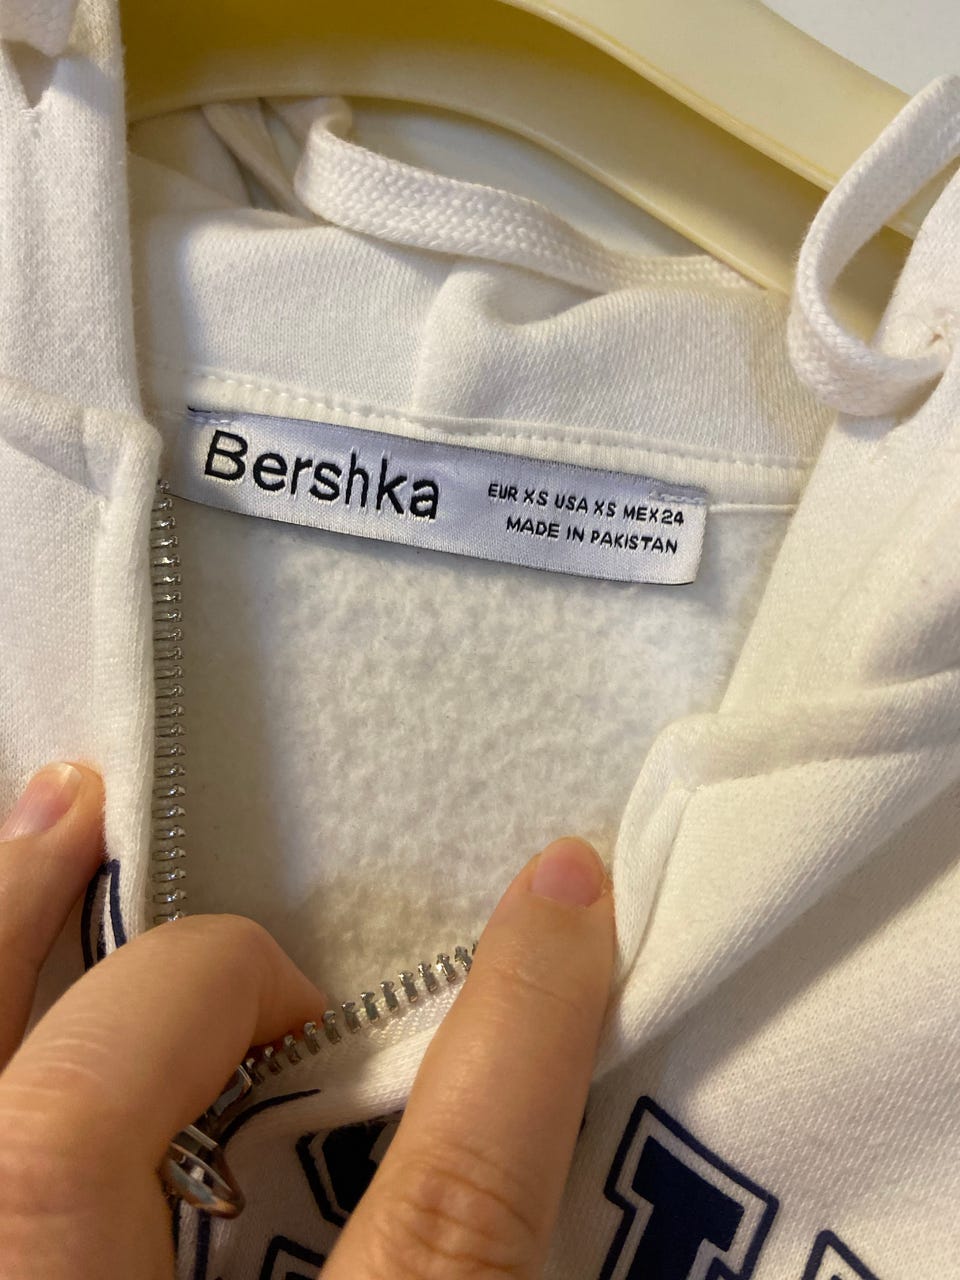 Bershka
EUR XS USA XS MEX 24
MADE IN PAKISTAN